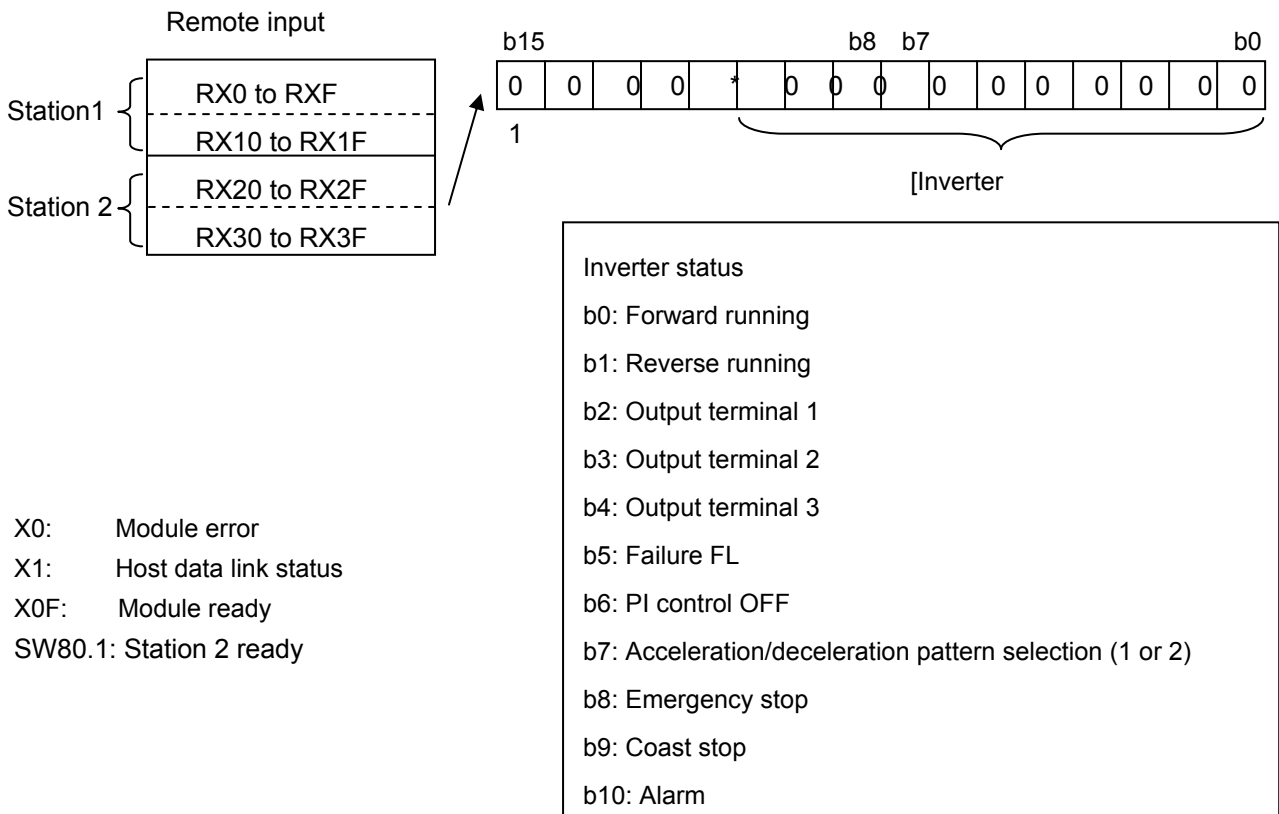 Remote input
b15 b8 b7 b0
0 0 0 0 * 0 0 0 0 0 0 0 0 0 0
1
Station1
RX0 to RXF
RX10 to RX1F
Station 2
RX20 to RX2F
RX30 to RX3F
[Inverter
Inverter status
b0: Forward running
b1: Reverse running
b2: Output terminal 1
b3: Output terminal 2
b4: Output terminal 3
b5: Failure FL
b6: PI control OFF
b7: Acceleration/deceleration pattern selection (1 or 2)
b8: Emergency stop
b9: Coast stop
b10: Alarm
X0: Module error
X1: Host data link status
X0F: Module ready
SW80.1: Station 2 ready